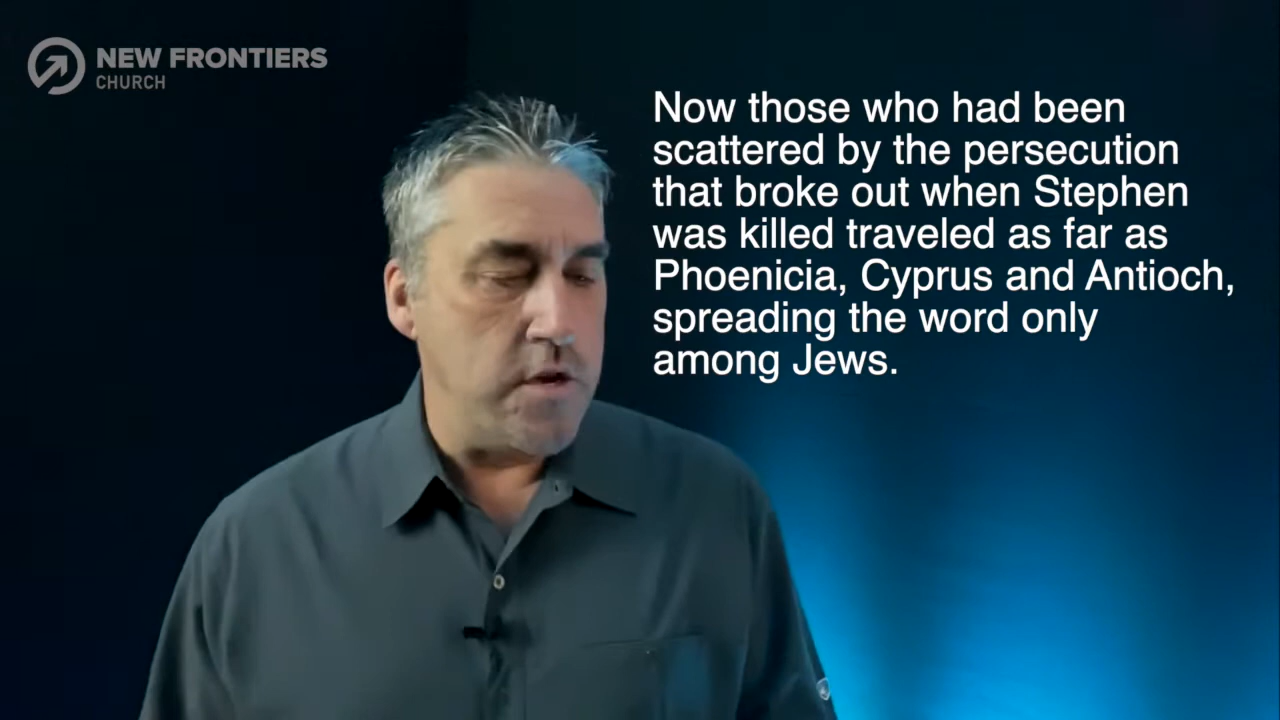 NEW FRONTIERS
CHURCH
Now those who had been
scattered by the persecution
that broke out when Stephen
was killed traveled as far as
Phoenicia, Cyprus and Antioch,
spreading the word only
among Jews.